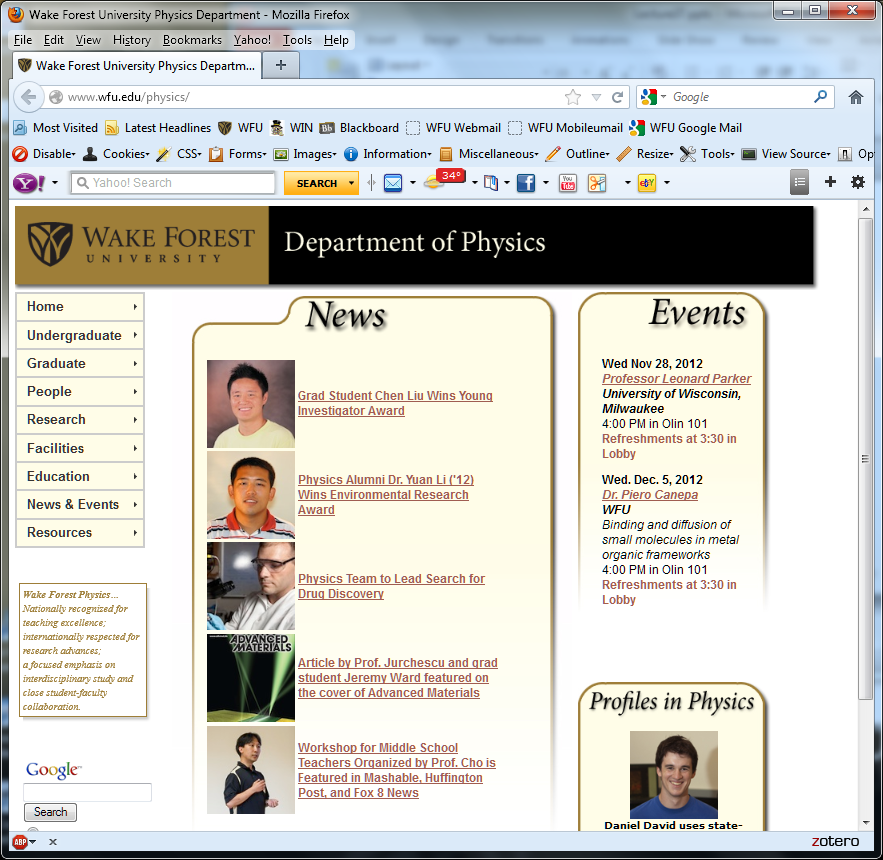 Wake Forest University Physics Department - Mozilla Firefox
File Edit View History Bookmarks Yahoo! Tools Help
Wake Forest University Physics Departm...
www.wfu.edu/physics/
Google
Most Visited Latest Headlines WFU WIN Bb Blackboard WFU Webmail WFU Mobileumail WFU Google Mail
Disable Cookies CSS Forms Images Information Miscellaneous Outline Resize Tools View Source Op
Y! Yahoo! Search SEARCH 34° You Tube
WAKE FOREST
UNIVERSITY
Department of Physics
Home
Undergraduate
Graduate
People
Research
Facilities
Education
News & Events
Resources
Wake Forest Physics...
Nationally recognized for
teaching excellence;
internationally respected for
research advances;
a focused emphasis on
interdisciplinary study and
close student-faculty
collaboration.
Google
Search
News
Grad Student Chen Liu Wins Young
Investigator Award
Physics Alumni Dr. Yuan Li ('12)
Wins Environmental Research
Award
Physics Team to Lead Search for
Drug Discovery
ADVANCED
MATERIALS
Article by Prof. Jurchescu and grad
student Jeremy Ward featured on
the cover of Advanced Materials
Workshop for Middle School
Teachers Organized by Prof. Cho is
Featured in Mashable, Huffington
Post, and Fox 8 News
Events
Wed Nov 28, 2012
Professor Leonard Parker
University of Wisconsin,
Milwaukee
4:00 PM in Olin 101
Refreshments at 3:30 in
Lobby
Wed. Dec. 5, 2012
Dr. Piero Canepa
WFU
Binding and diffusion of
small molecules in metal
organic frameworks
4:00 PM in Olin 101
Refreshments at 3:30 in
Lobby
Profiles in Physics
Daniel David uses state-
ABP
zotero